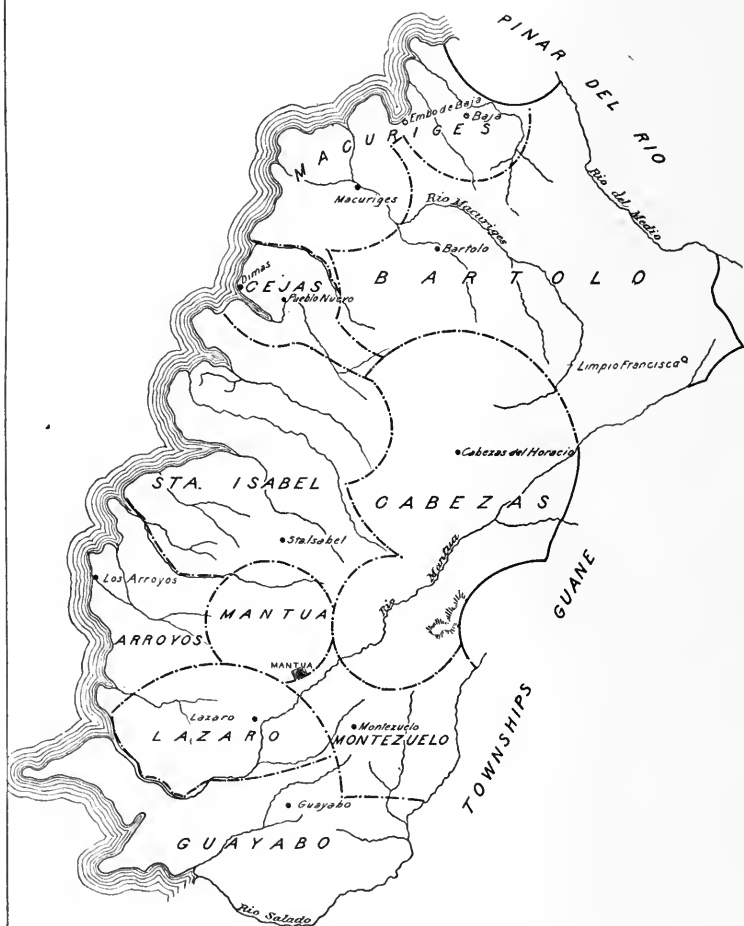 PINAR DEL RIO
Embo de Baja
Baja
MACURIGES
Macuriges
Rio Macuriges
Rio del Medio
Bartolo
BARTOLO
Dimas
CEJAS
Pueblo Nuevo
Limpio Francisca
Cabezas del Horacio
STA. ISABEL
CABEZAS
Sta. Isabel
Rio Mantua
GUANE
Los Arroyos
MANTUA
ARROYOS
MANTUA
Lazaro
LAZARO
Montezuelo
MONTEZUELO
TOWNSHIPS
Guayabo
GUAYABO
Rio Salado